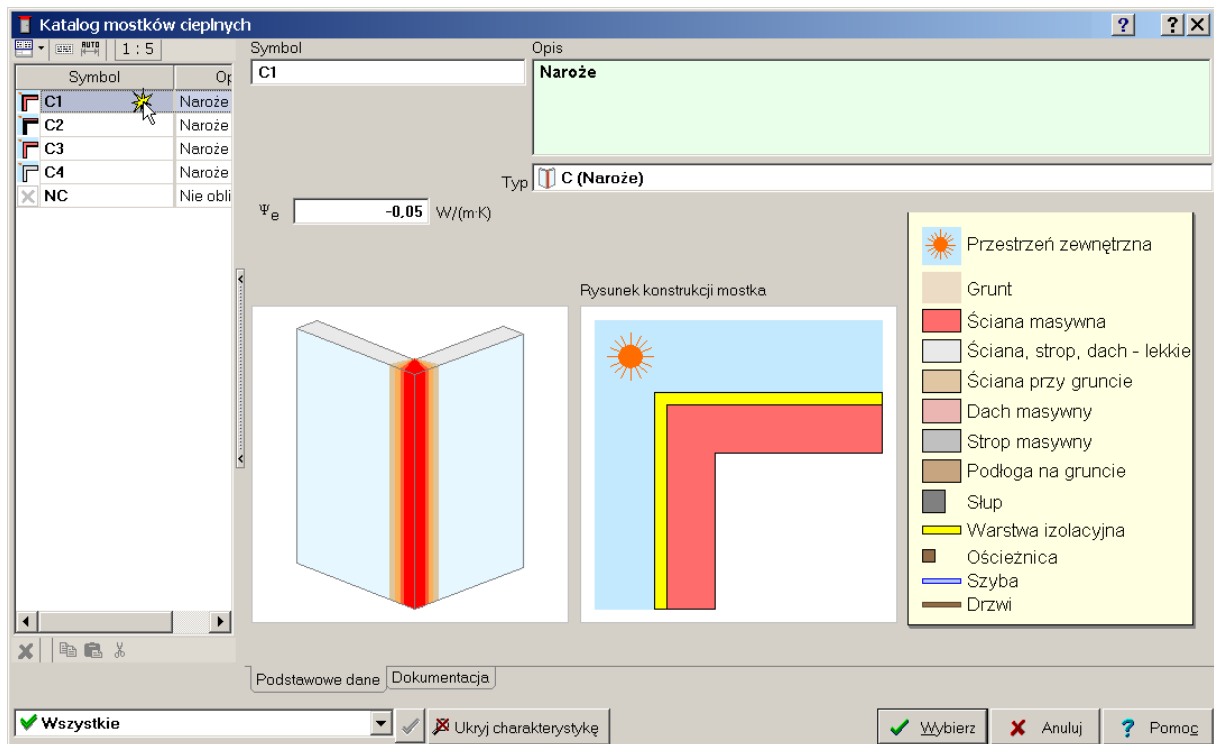 Katalog mostków cieplnych
AUTO
1 : 5
Symbol Op
C1 Naroże
C2 Naroże
C3 Naroże
C4 Naroże
NC Nie obli
Symbol
C1
Opis
Naroże
Typ C (Naroże)
Ψe -0,05 W/(m·K)
Rysunek konstrukcji mostka
Przestrzeń zewnętrzna
Grunt
Ściana masywna
Ściana, strop, dach - lekkie
Ściana przy gruncie
Dach masywny
Strop masywny
Podłoga na gruncie
Słup
Warstwa izolacyjna
Ościeżnica
Szyba
Drzwi
Podstawowe dane Dokumentacja
Wszystkie
Ukryj charakterystykę
Wybierz
Anuluj
? Pomoc